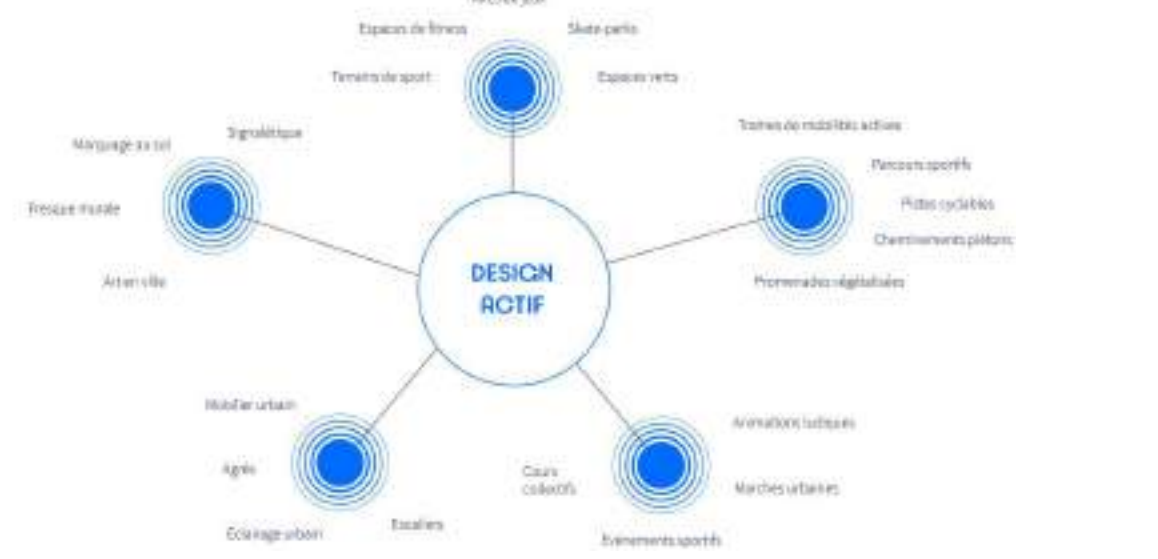 Espaces de fitness
Skate parks
Terrains de sport
Espaces verts
Signalétique
Marquage au sol
Fresque murale
Art en ville
Trames de mobilités actives
Parcours sportifs
Pistes cyclables
Cheminements piétons
Promenades végétalisées
DESIGN
ACTIF
Mobilier urbain
Agrès
Eclairage urbain
Escaliers
Animations ludiques
Cours
collectifs
Marches urbaines
Evénements sportifs